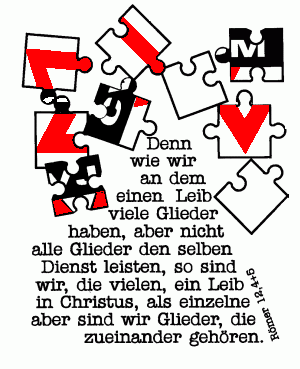 M
Denn
wie wir
an dem
einen Leib
viele Glieder
haben, aber nicht
alle Glieder den selben
Dienst leisten, so sind
wir, die vielen, ein Leib
in Christus, als einzelne
aber sind wir Glieder, die
zueinander gehören.
Römer 12,4+5